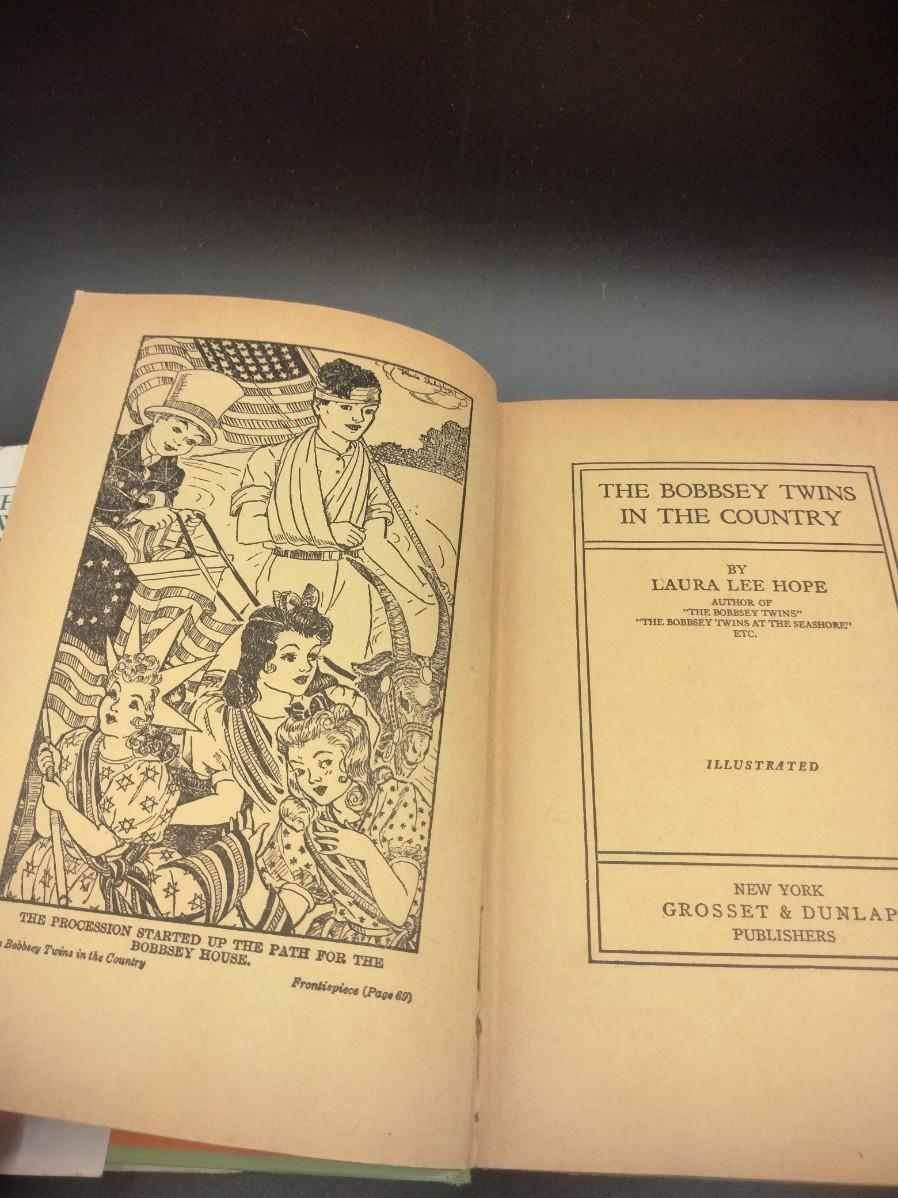 THE PROCESSION STARTED UP THE PATH FOR THE
BOBBSEY HOUSE.
Bobbsey Twins in the Country
Frontispiece (Page 69)
THE BOBBSEY TWINS
IN THE COUNTRY
BY
LAURA LEE HOPE
AUTHOR OF
"THE BOBBSEY TWINS"
"THE BOBBSEY TWINS AT THE SEASHORE"
ETC.
ILLUSTRATED
NEW YORK
GROSSET & DUNLAP
PUBLISHERS